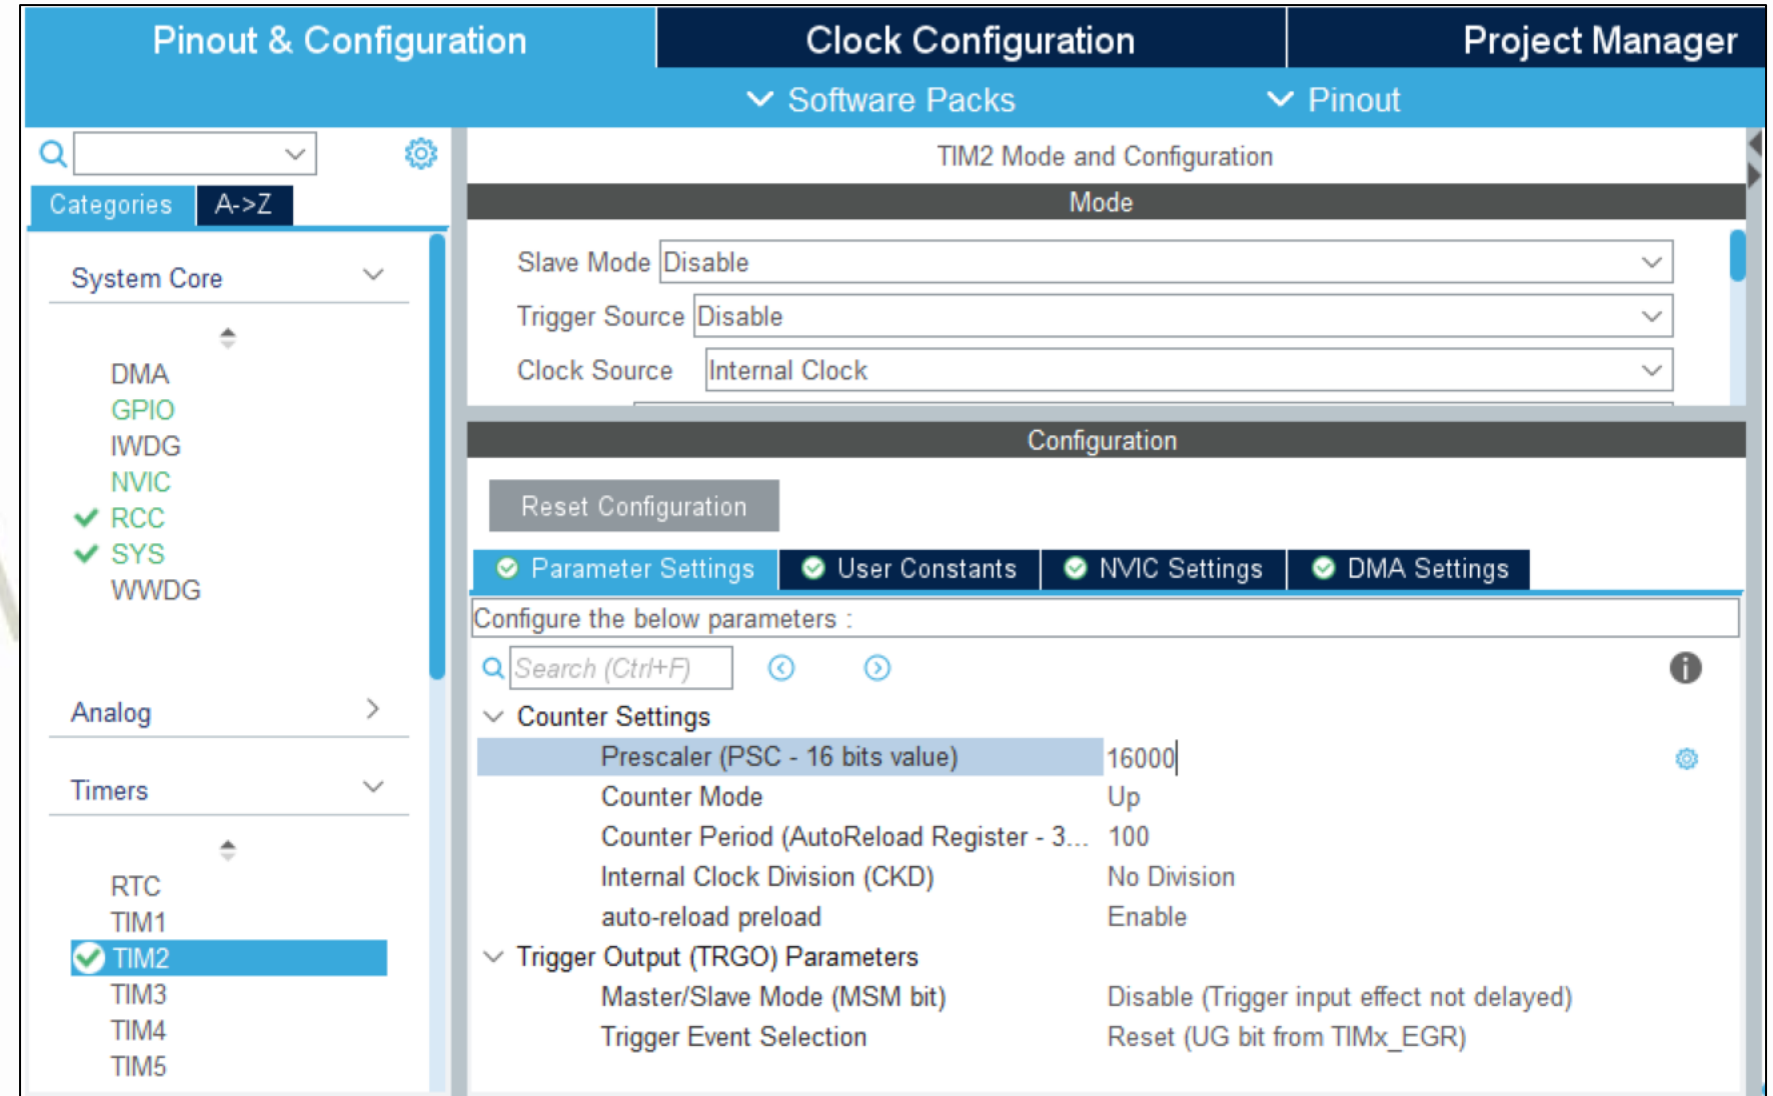 Pinout & Configuration
Clock Configuration
Project Manager
Software Packs
Pinout
Categories
A->Z
System Core
DMA
GPIO
IWDG
NVIC
RCC
SYS
WWDG
Analog
Timers
RTC
TIM1
TIM2
TIM3
TIM4
TIM5
TIM2 Mode and Configuration
Mode
Slave Mode Disable
Trigger Source Disable
Clock Source Internal Clock
Configuration
Reset Configuration
Parameter Settings
User Constants
NVIC Settings
DMA Settings
Configure the below parameters :
Search (Ctrl+F)
Counter Settings
Prescaler (PSC - 16 bits value) 16000
Counter Mode Up
Counter Period (AutoReload Register - 3... 100
Internal Clock Division (CKD) No Division
auto-reload preload Enable
Trigger Output (TRGO) Parameters
Master/Slave Mode (MSM bit) Disable (Trigger input effect not delayed)
Trigger Event Selection Reset (UG bit from TIMx_EGR)